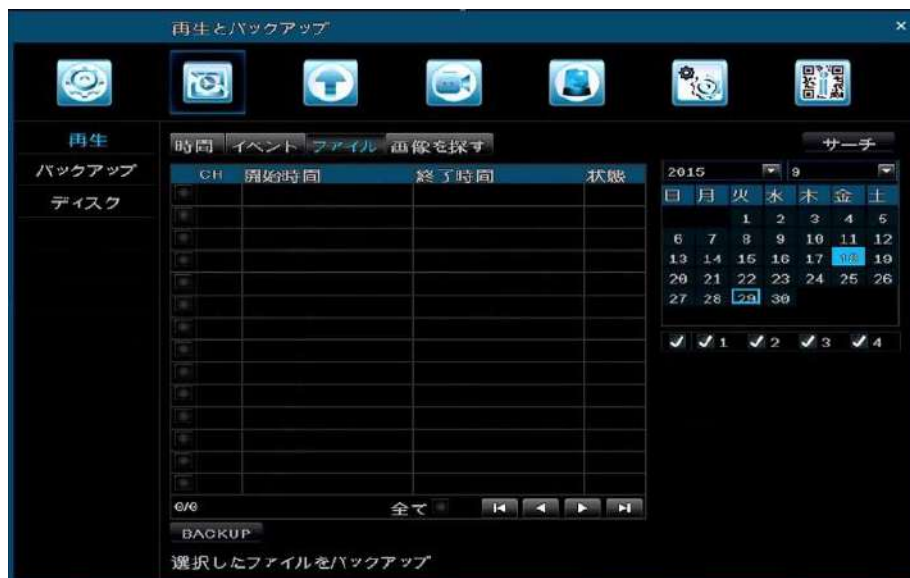 再生とバックアップ ×
再生
バックアップ
ディスク
時間 イベント ファイル 画像を探す サーチ
CH 開始時間 終了時間 状態
2015 9
日 月 火 水 木 金 土
1 2 3 4 5
6 7 8 9 10 11 12
13 14 15 16 17 18 19
20 21 22 23 24 25 26
27 28 29 30
1 2 3 4
0/0 全て
BACKUP
選択したファイルをバックアップ